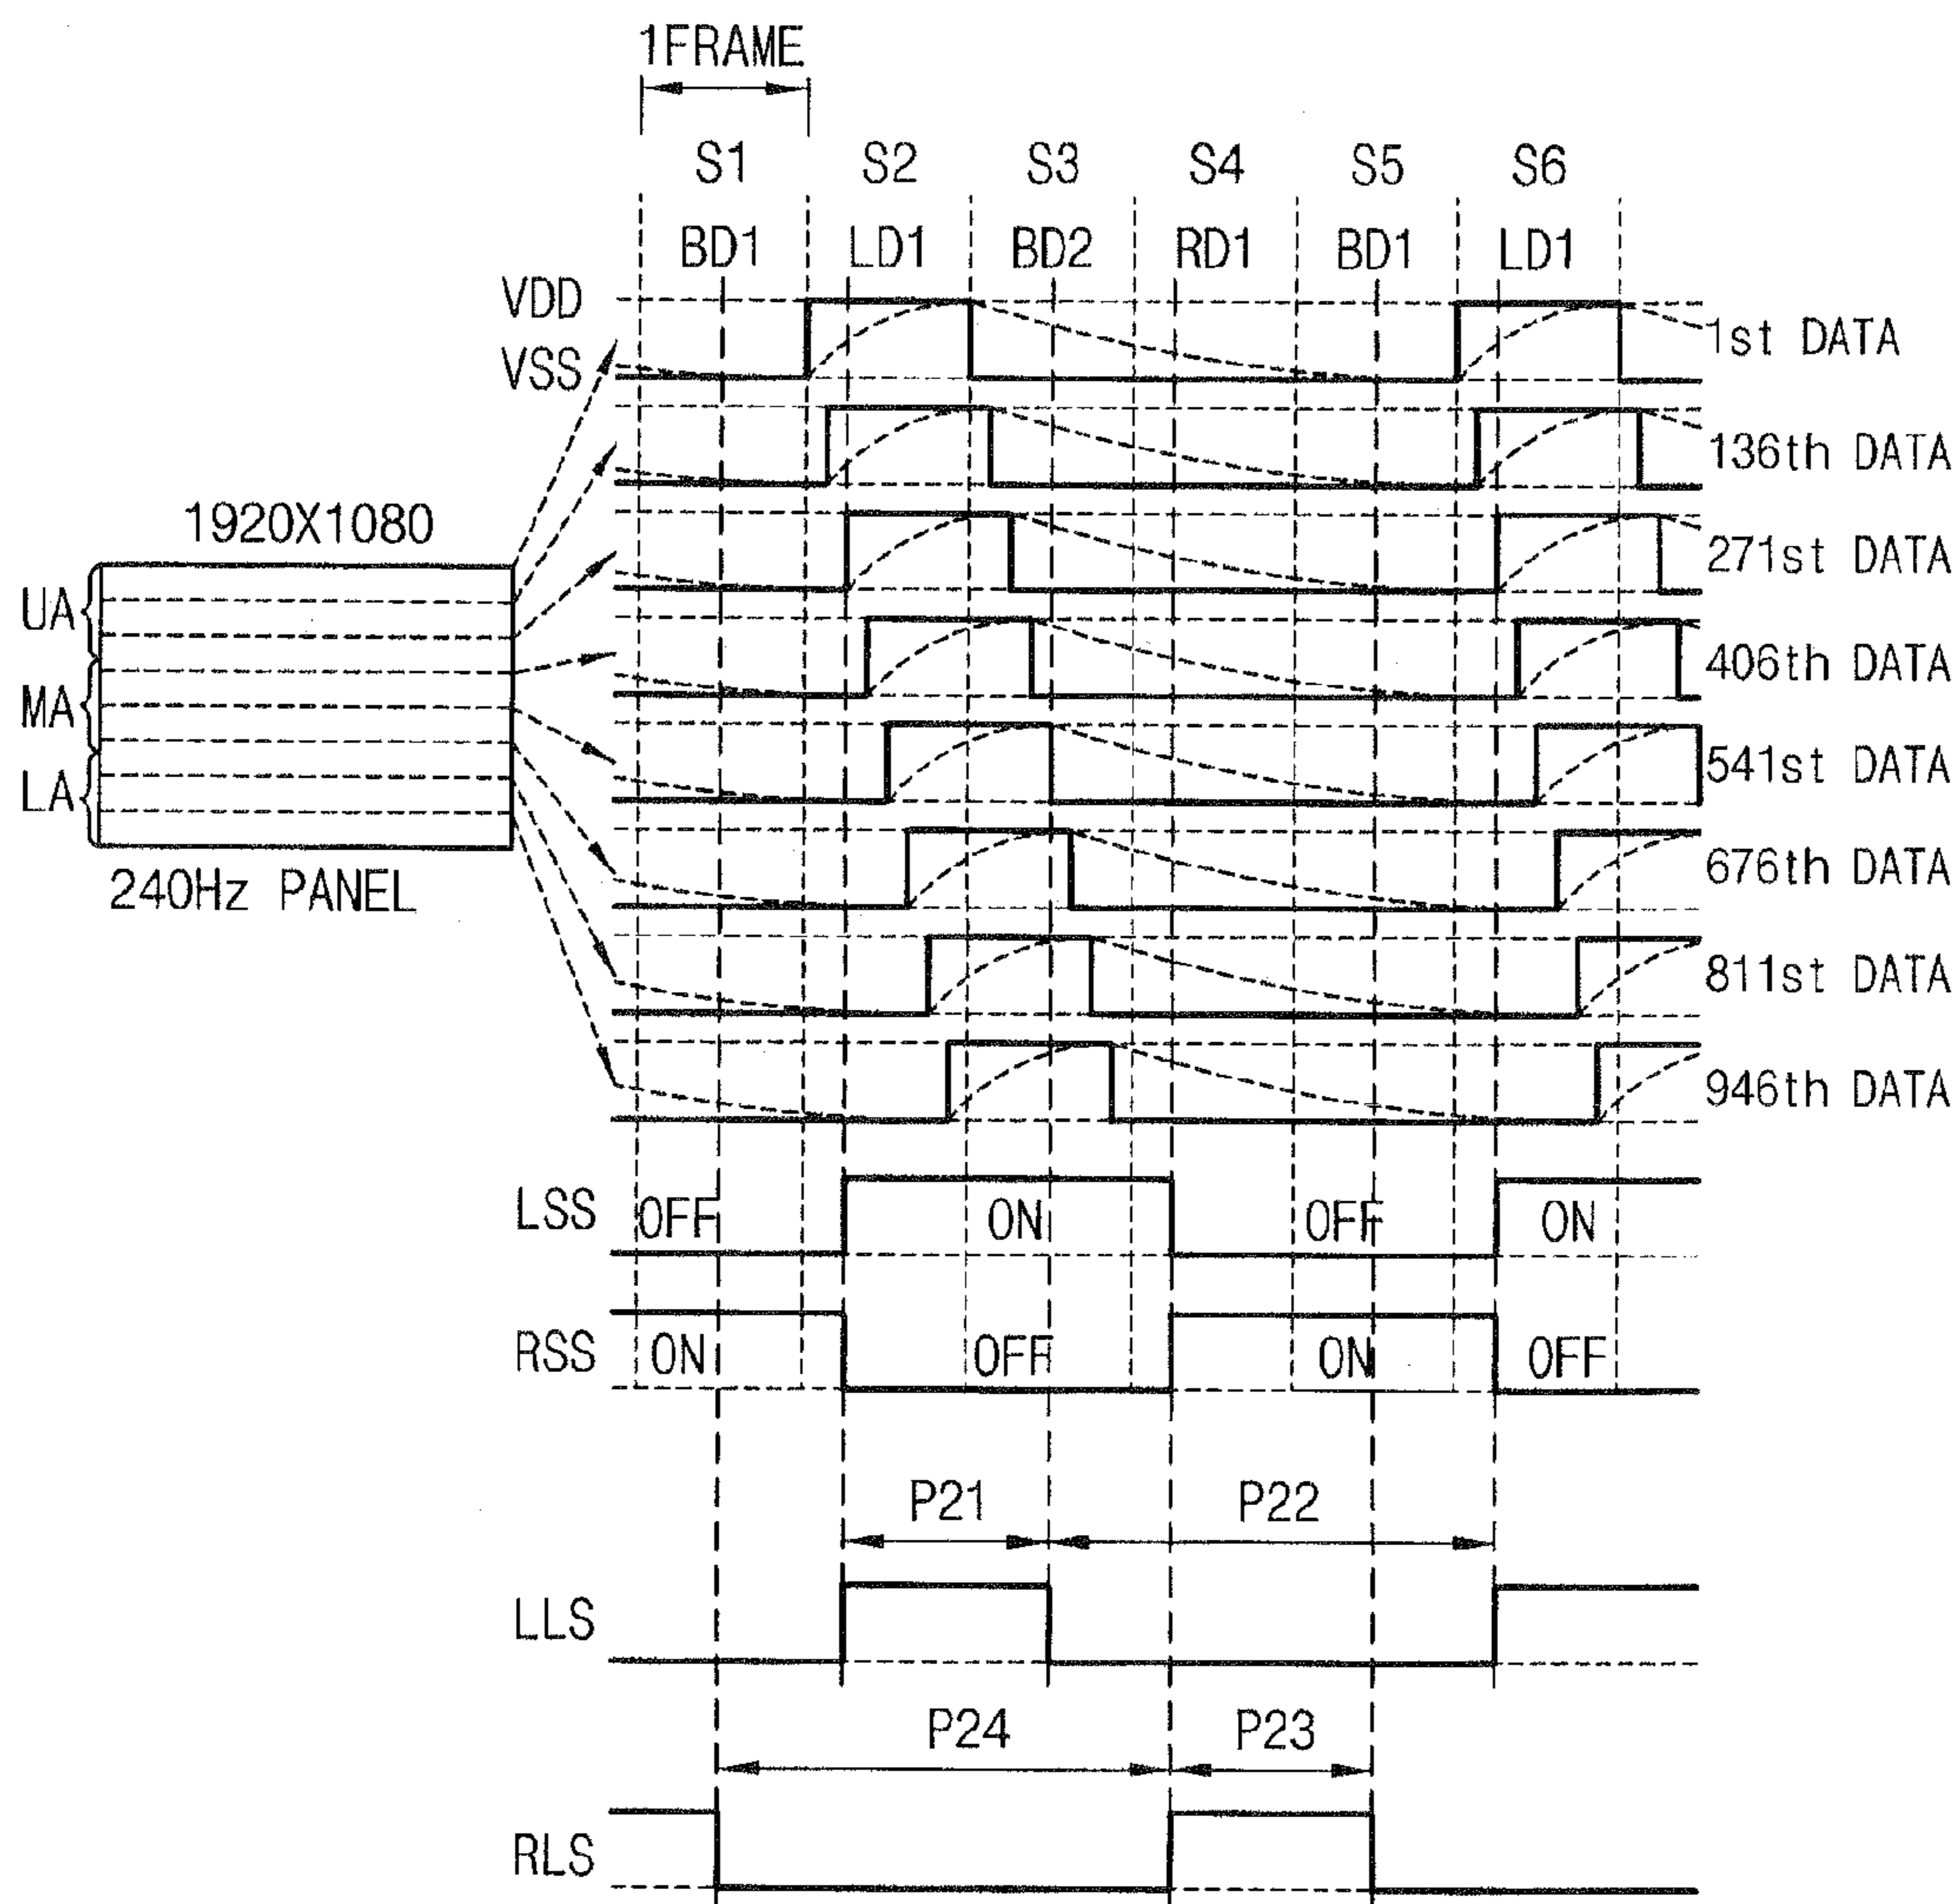 1FRAME
S1 S2 S3 S4 S5 S6
BD1 LD1 BD2 RD1 BD1 LD1
VDD
VSS
1st DATA
136th DATA
1920X1080
271st DATA
UA
406th DATA
MA
541st DATA
LA
676th DATA
240Hz PANEL
811st DATA
946th DATA
LSS OFF ON OFF ON
RSS ON OFF ON OFF
P21 P22
LLS
P24 P23
RLS